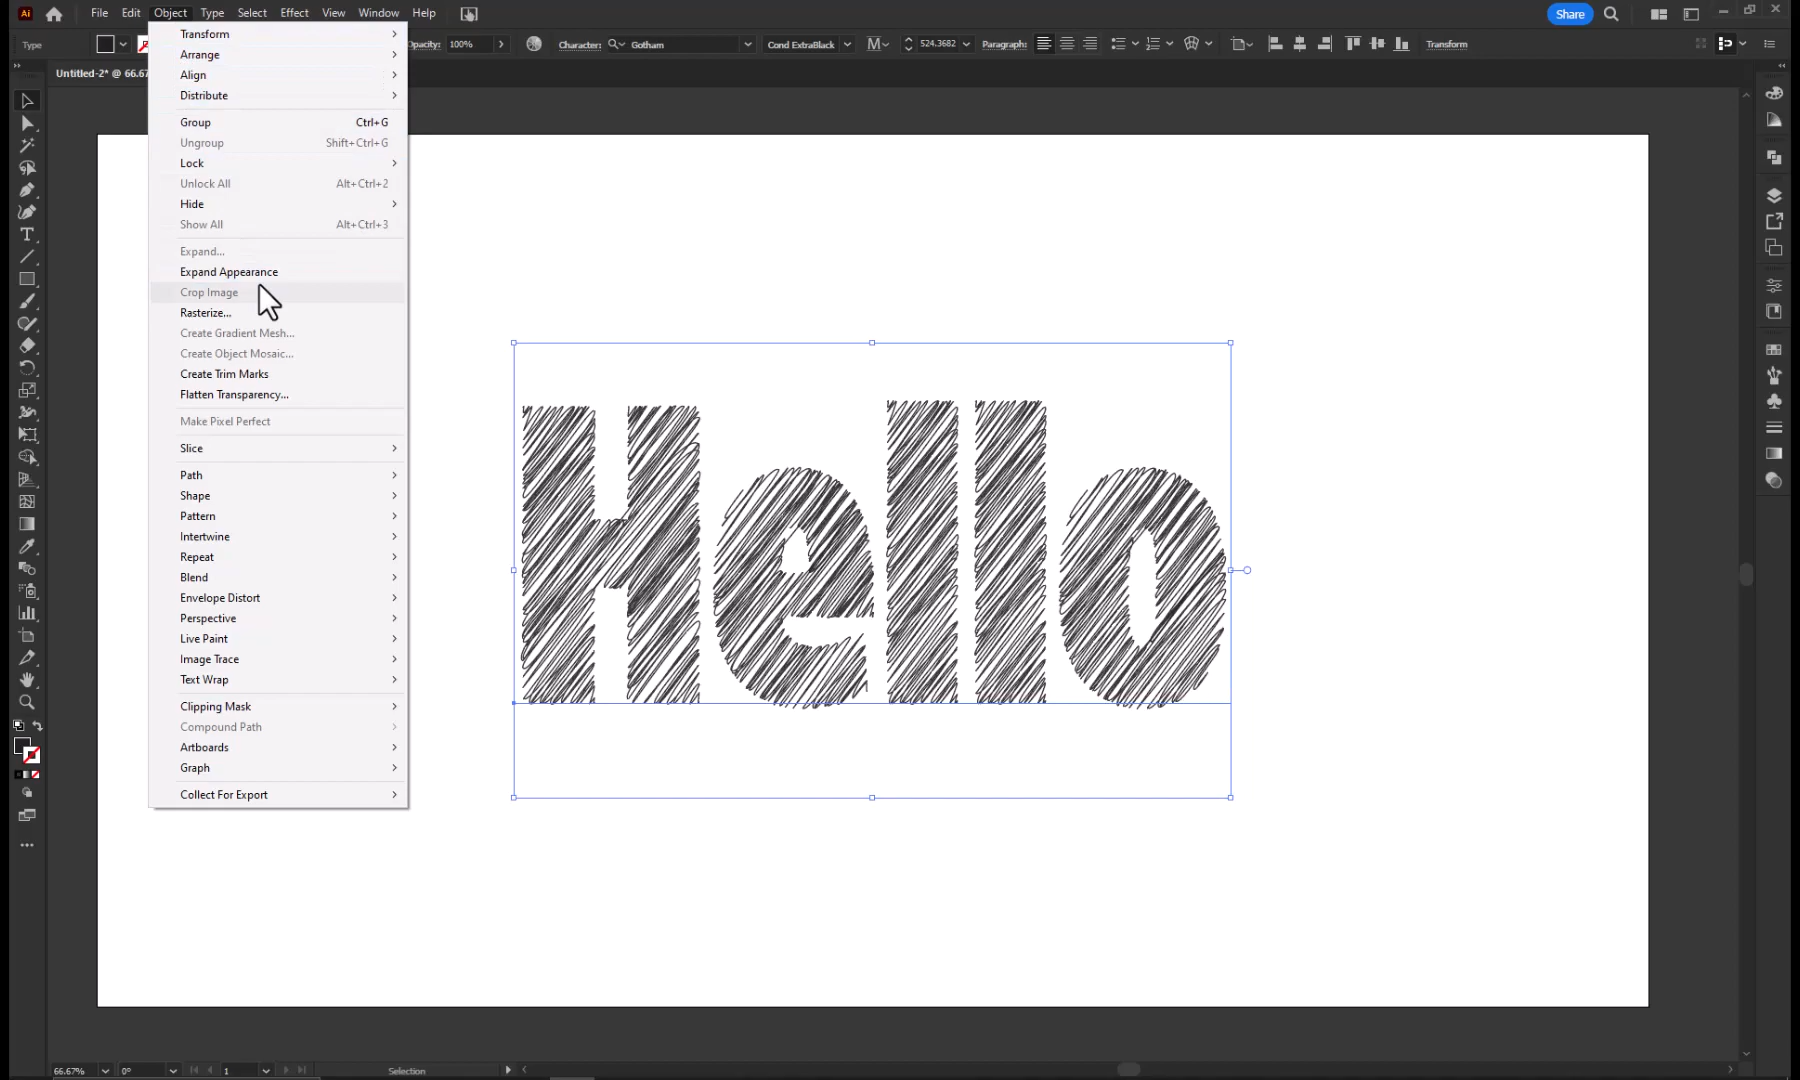 Ai File Edit Object Type Select Effect View Window Help Share
Type Opacity: 100% Character: Gotham Cond ExtraBlack 524.3682 Paragraph: Transform
Untitled-2* @ 66.67
Transform
Arrange
Align
Distribute
Group Ctrl+G
Ungroup Shift+Ctrl+G
Lock
Unlock All Alt+Ctrl+2
Hide
Show All Alt+Ctrl+3
Expand...
Expand Appearance
Crop Image
Rasterize...
Create Gradient Mesh...
Create Object Mosaic...
Create Trim Marks
Flatten Transparency...
Make Pixel Perfect
Slice
Path
Shape
Pattern
Intertwine
Repeat
Blend
Envelope Distort
Perspective
Live Paint
Image Trace
Text Wrap
Clipping Mask
Compound Path
Artboards
Graph
Collect For Export
Hello
66.67% 0° 1 Selection